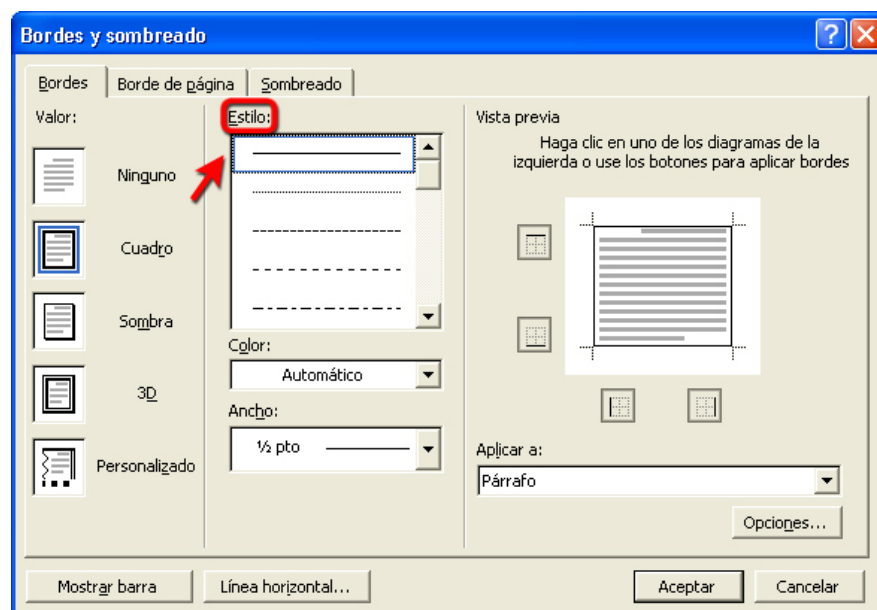 Bordes y sombreado
Bordes
Borde de página
Sombreado
Valor:
Ninguno
Cuadro
Sombra
3D
Personalizado
Estilo:
Color:
Automático
Ancho:
½ pto
Vista previa
Haga clic en uno de los diagramas de la
izquierda o use los botones para aplicar bordes
Aplicar a:
Párrafo
Opciones...
Mostrar barra
Línea horizontal...
Aceptar
Cancelar